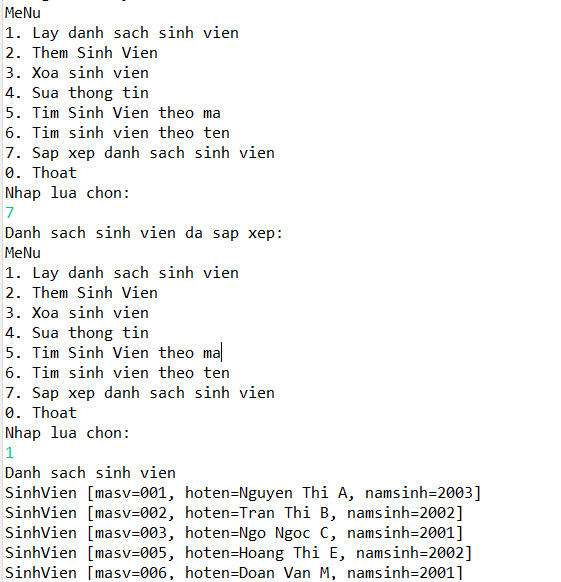 MeNu
1. Lay danh sach sinh vien
2. Them Sinh Vien
3. Xoa sinh vien
4. Sua thong tin
5. Tim Sinh Vien theo ma
6. Tim sinh vien theo ten
7. Sap xep danh sach sinh vien
0. Thoat
Nhap lua chon:
7
Danh sach sinh vien da sap xep:
MeNu
1. Lay danh sach sinh vien
2. Them Sinh Vien
3. Xoa sinh vien
4. Sua thong tin
5. Tim Sinh Vien theo ma
6. Tim sinh vien theo ten
7. Sap xep danh sach sinh vien
0. Thoat
Nhap lua chon:
1
Danh sach sinh vien
SinhVien [masv=001, hoten=Nguyen Thi A, namsinh=2003]
SinhVien [masv=002, hoten=Tran Thi B, namsinh=2002]
SinhVien [masv=003, hoten=Ngo Ngoc C, namsinh=2001]
SinhVien [masv=005, hoten=Hoang Thi E, namsinh=2002]
SinhVien [masv=006, hoten=Doan Van M, namsinh=2001]